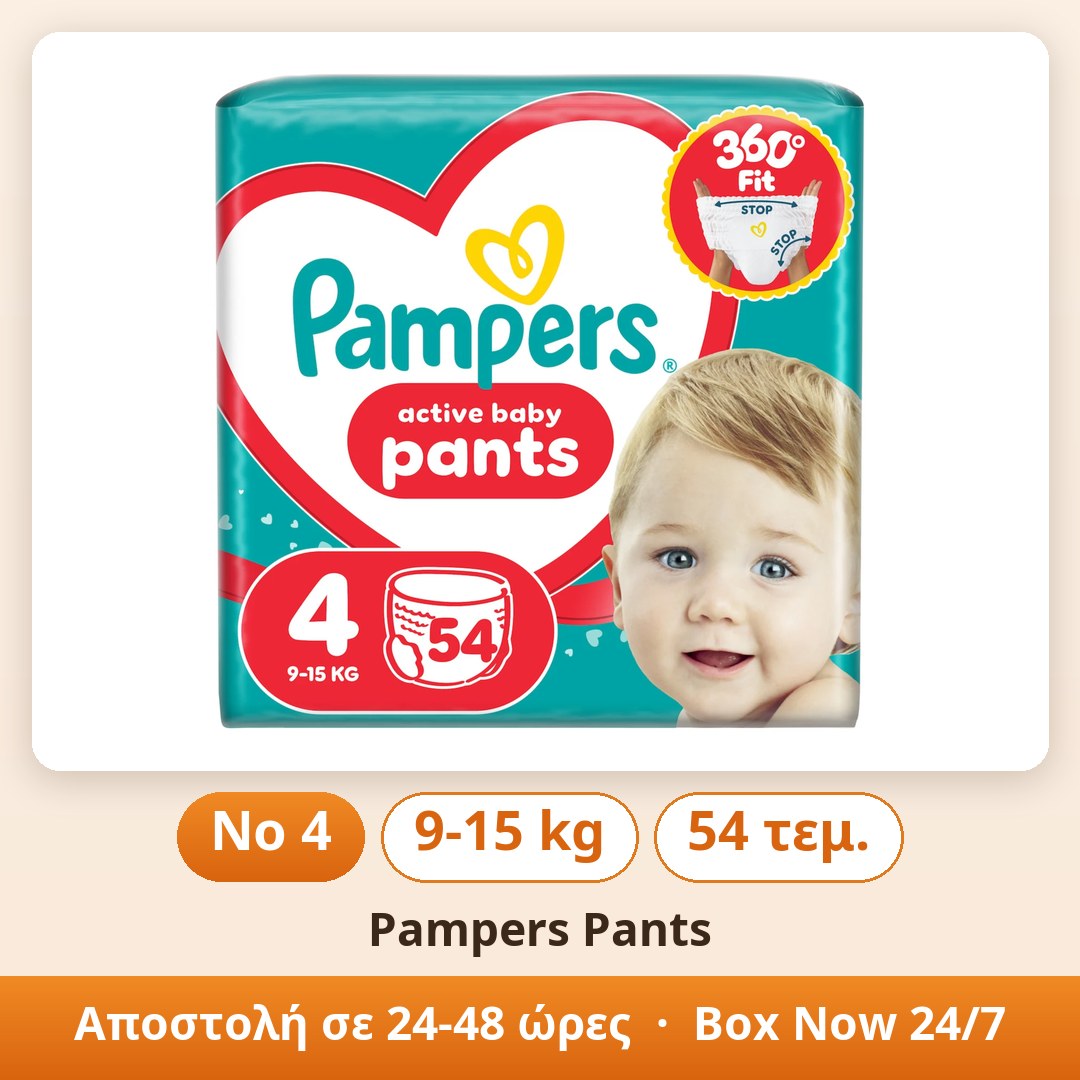 360° Fit
STOP
STOP
Pampers®
active baby
pants
4
54
9-15 KG
No 4
9-15 kg
54 τεμ.
Pampers Pants
Αποστολή σε 24-48 ώρες · Box Now 24/7